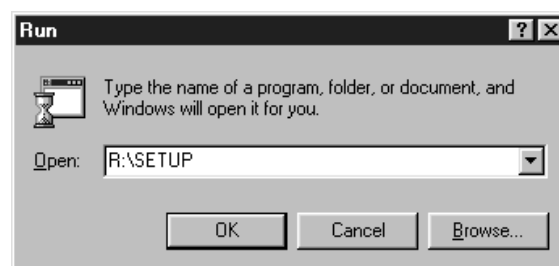 Run
Type the name of a program, folder, or document, and
Windows will open it for you.
Open: R:\SETUP
OK Cancel Browse...